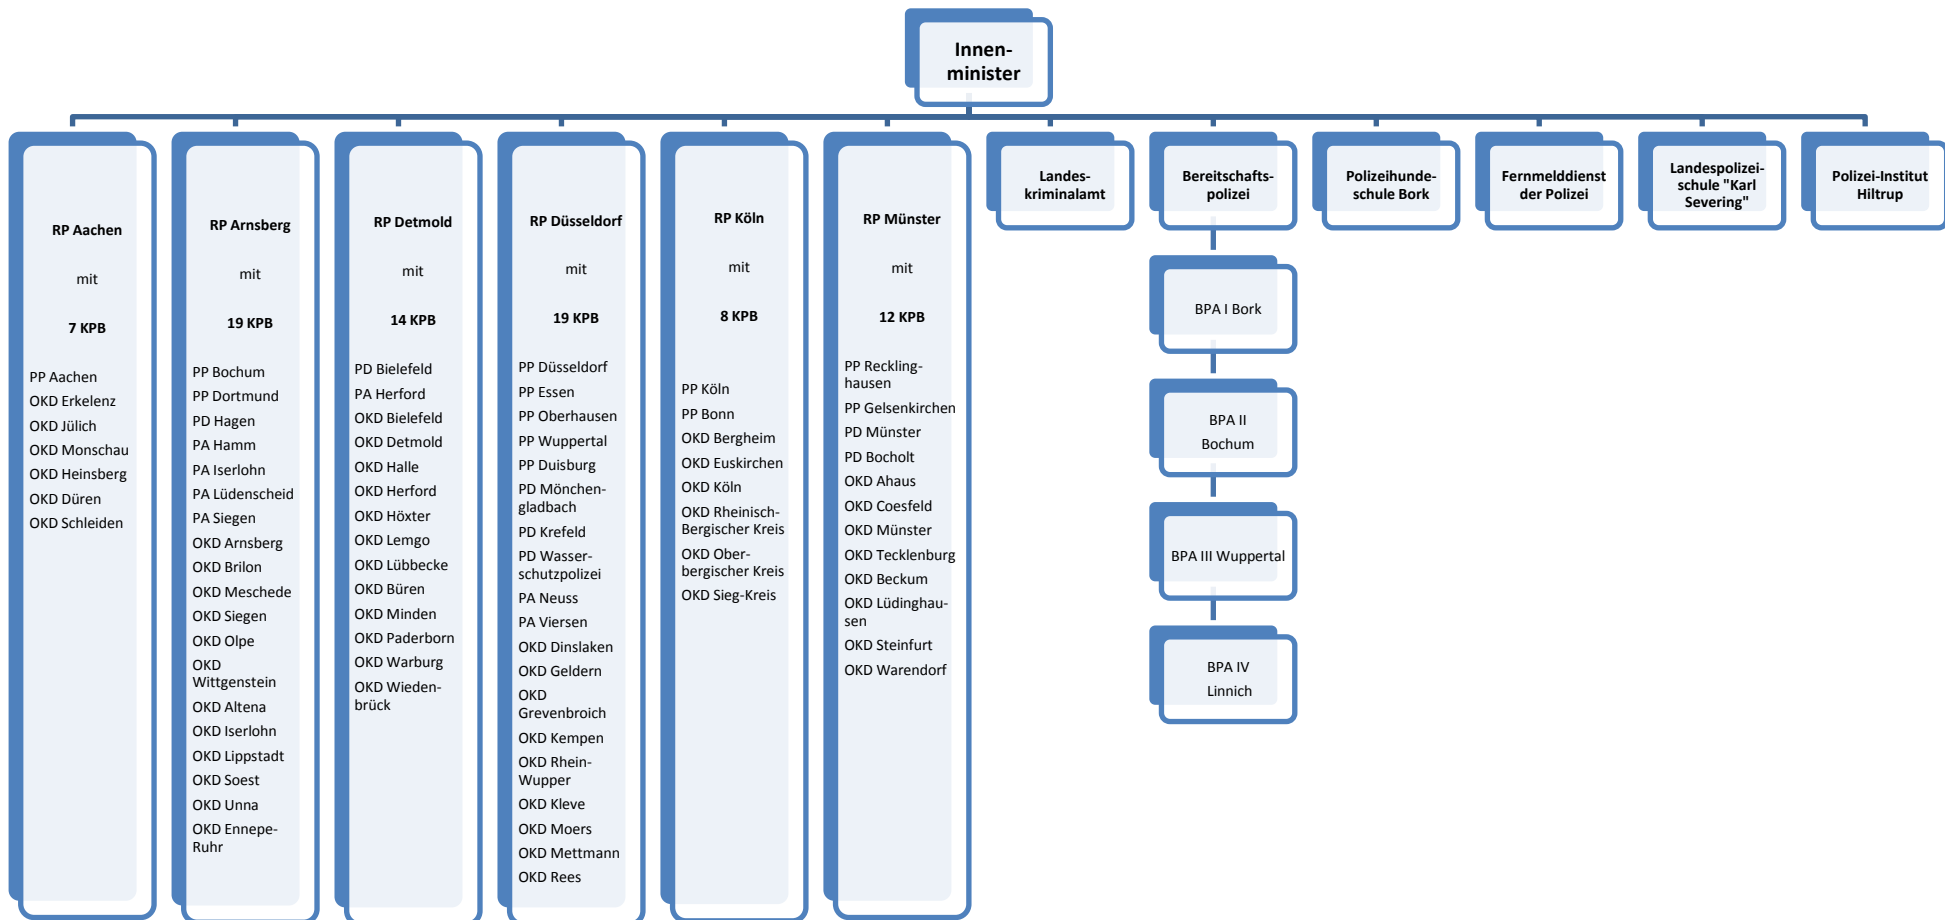 Innen-
minister
RP Aachen
mit
7 KPB
PP Aachen
OKD Erkelenz
OKD Jülich
OKD Monschau
OKD Heinsberg
OKD Düren
OKD Schleiden
RP Arnsberg
mit
19 KPB
PP Bochum
PP Dortmund
PD Hagen
PA Hamm
PA Iserlohn
PA Lüdenscheid
PA Siegen
OKD Arnsberg
OKD Brilon
OKD Meschede
OKD Siegen
OKD Olpe
OKD
Wittgenstein
OKD Altena
OKD Iserlohn
OKD Lippstadt
OKD Soest
OKD Unna
OKD Ennepe-
Ruhr
RP Detmold
mit
14 KPB
PD Bielefeld
PA Herford
OKD Bielefeld
OKD Detmold
OKD Halle
OKD Herford
OKD Höxter
OKD Lemgo
OKD Lübbecke
OKD Büren
OKD Minden
OKD Paderborn
OKD Warburg
OKD Wieden-
brück
RP Düsseldorf
mit
19 KPB
PP Düsseldorf
PP Essen
PP Oberhausen
PP Wuppertal
PP Duisburg
PD Mönchen-
gladbach
PD Krefeld
PD Wasser-
schutzpolizei
PA Neuss
PA Viersen
OKD Dinslaken
OKD Geldern
OKD
Grevenbroich
OKD Kempen
OKD Rhein-
Wupper
OKD Kleve
OKD Moers
OKD Mettmann
OKD Rees
RP Köln
mit
8 KPB
PP Köln
PP Bonn
OKD Bergheim
OKD Euskirchen
OKD Köln
OKD Rheinisch-
Bergischer Kreis
OKD Ober-
bergischer Kreis
OKD Sieg-Kreis
RP Münster
mit
12 KPB
PP Reckling-
hausen
PP Gelsenkirchen
PD Münster
PD Bocholt
OKD Ahaus
OKD Coesfeld
OKD Münster
OKD Tecklenburg
OKD Beckum
OKD Lüdinghau-
sen
OKD Steinfurt
OKD Warendorf
Landes-
kriminalamt
Bereitschafts-
polizei
BPA I Bork
BPA II
Bochum
BPA III Wuppertal
BPA IV
Linnich
Polizeihunde-
schule Bork
Fernmelddienst
der Polizei
Landespolizei-
schule "Karl
Severing"
Polizei-Institut
Hiltrup